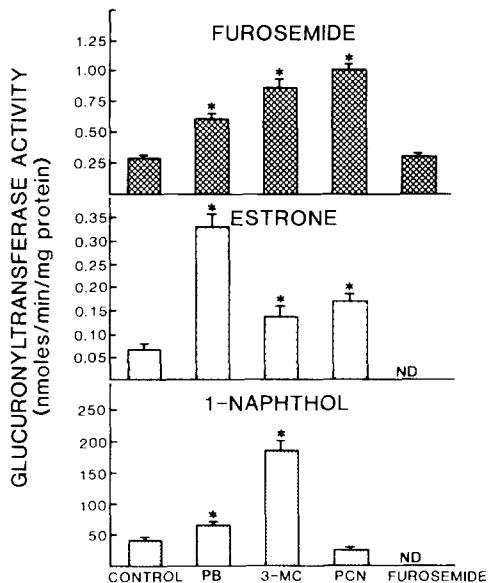 GLUCURONYLTRANSFERASE ACTIVITY
(nmoles/min/mg protein)
FUROSEMIDE
1.25
1.00
0.75
0.50
0.25
* * *
ESTRONE
0.35
0.30
0.25
0.20
0.15
0.10
0.05
* * *
ND
1-NAPHTHOL
250
200
150
100
50
* *
ND
CONTROL PB 3-MC PCN FUROSEMIDE